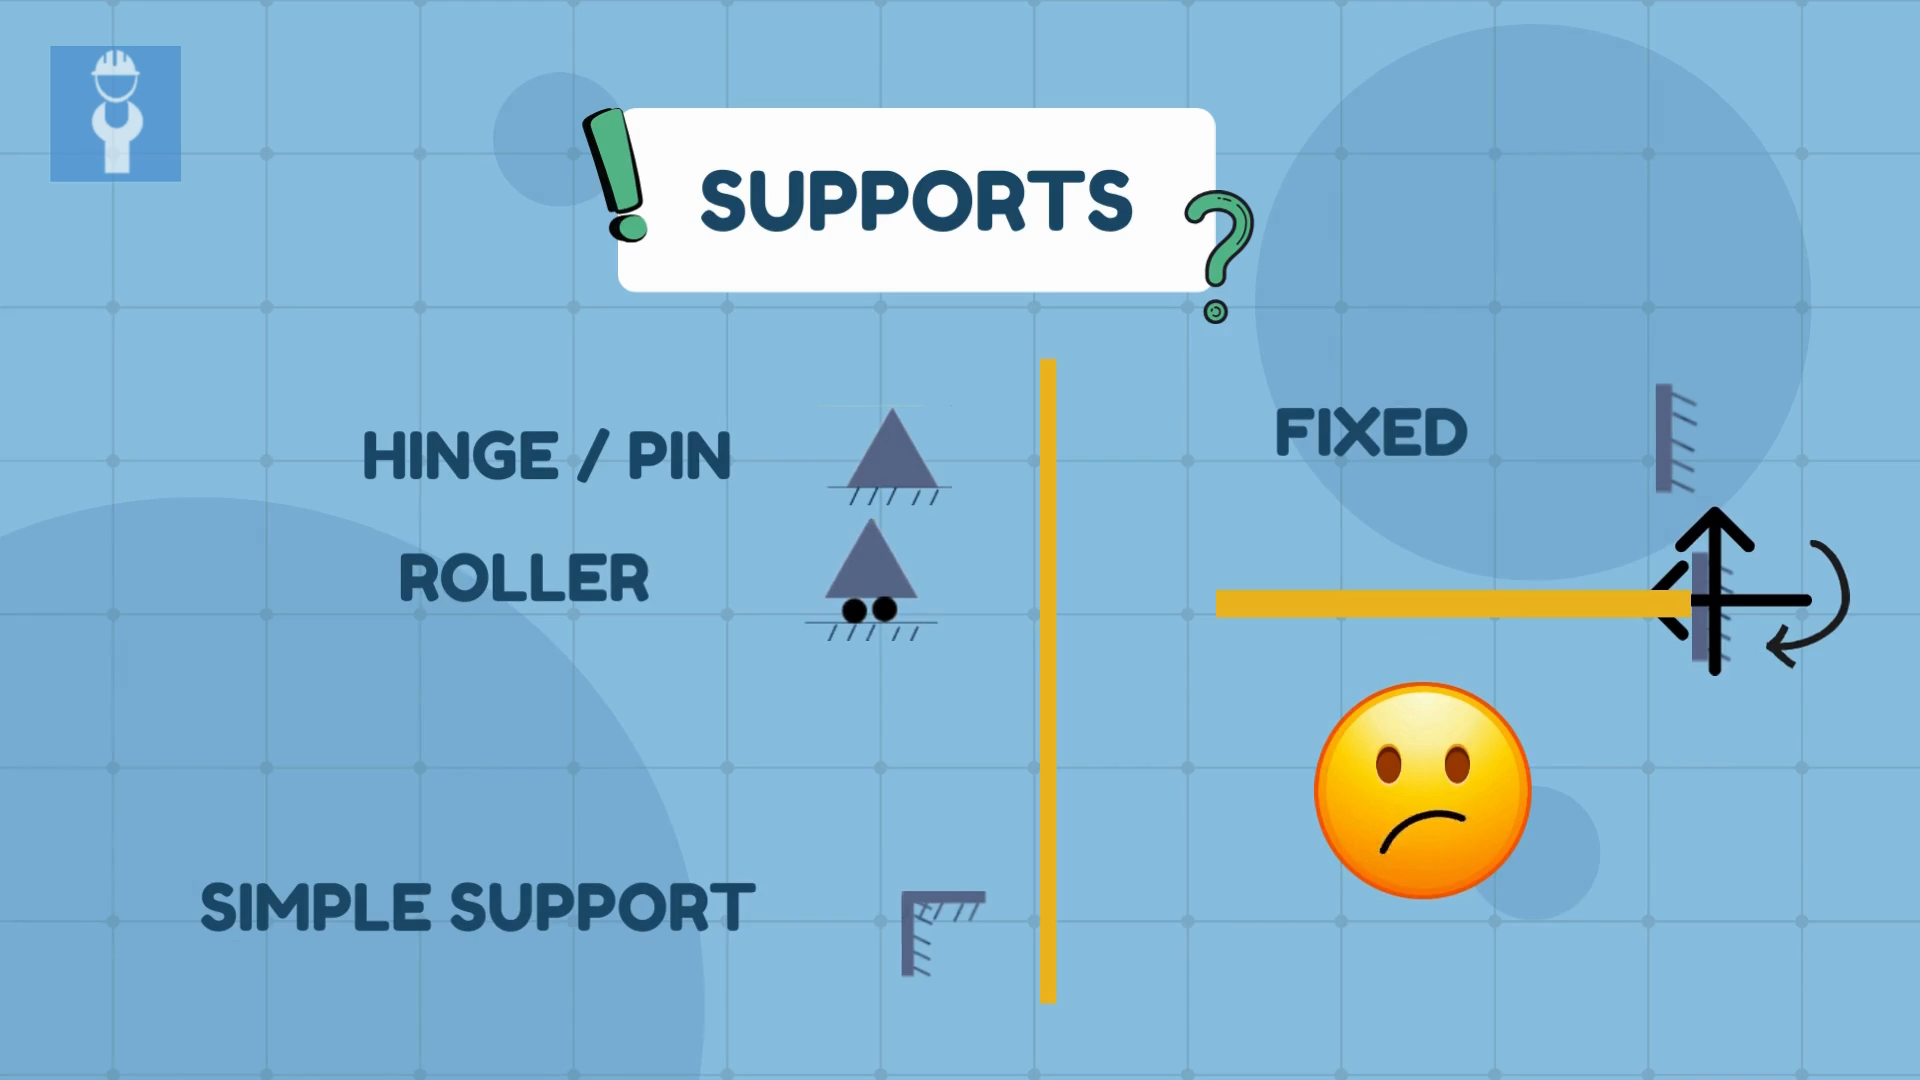 SUPPORTS
HINGE / PIN
ROLLER
SIMPLE SUPPORT
FIXED